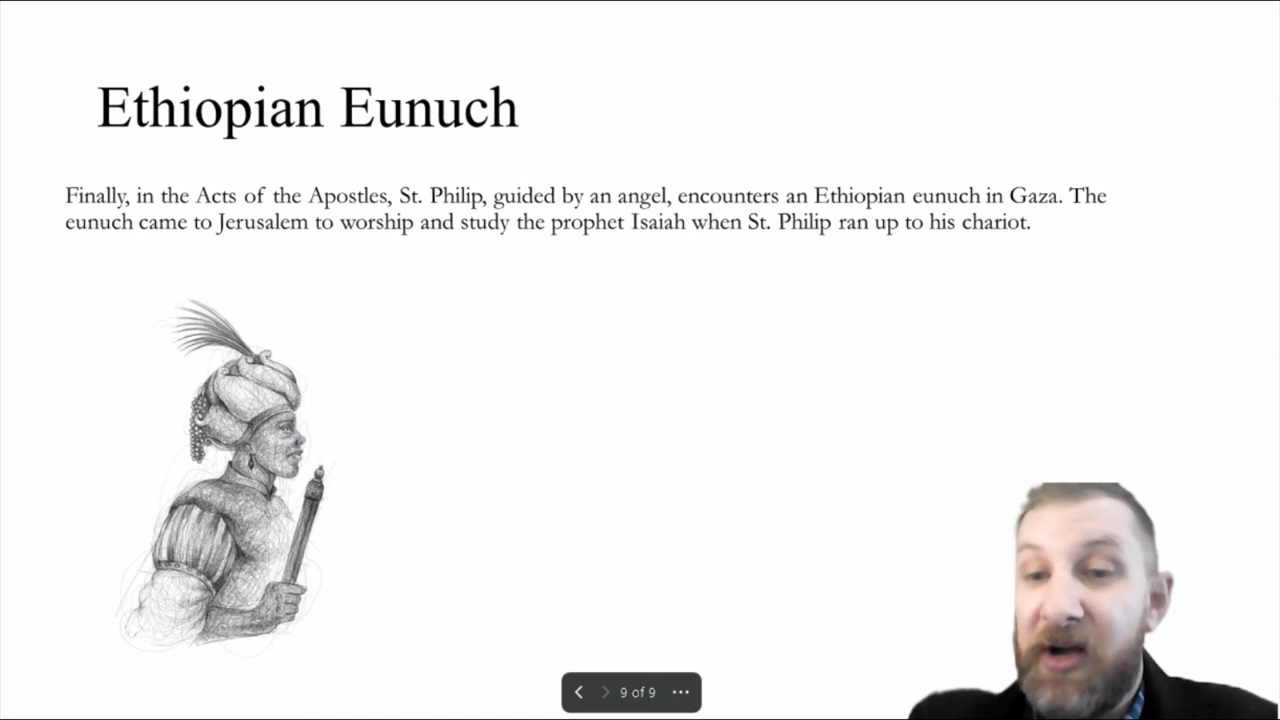 Ethiopian Eunuch
Finally, in the Acts of the Apostles, St. Philip, guided by an angel, encounters an Ethiopian eunuch in Gaza. The
eunuch came to Jerusalem to worship and study the prophet Isaiah when St. Philip ran up to his chariot.
9 of 9